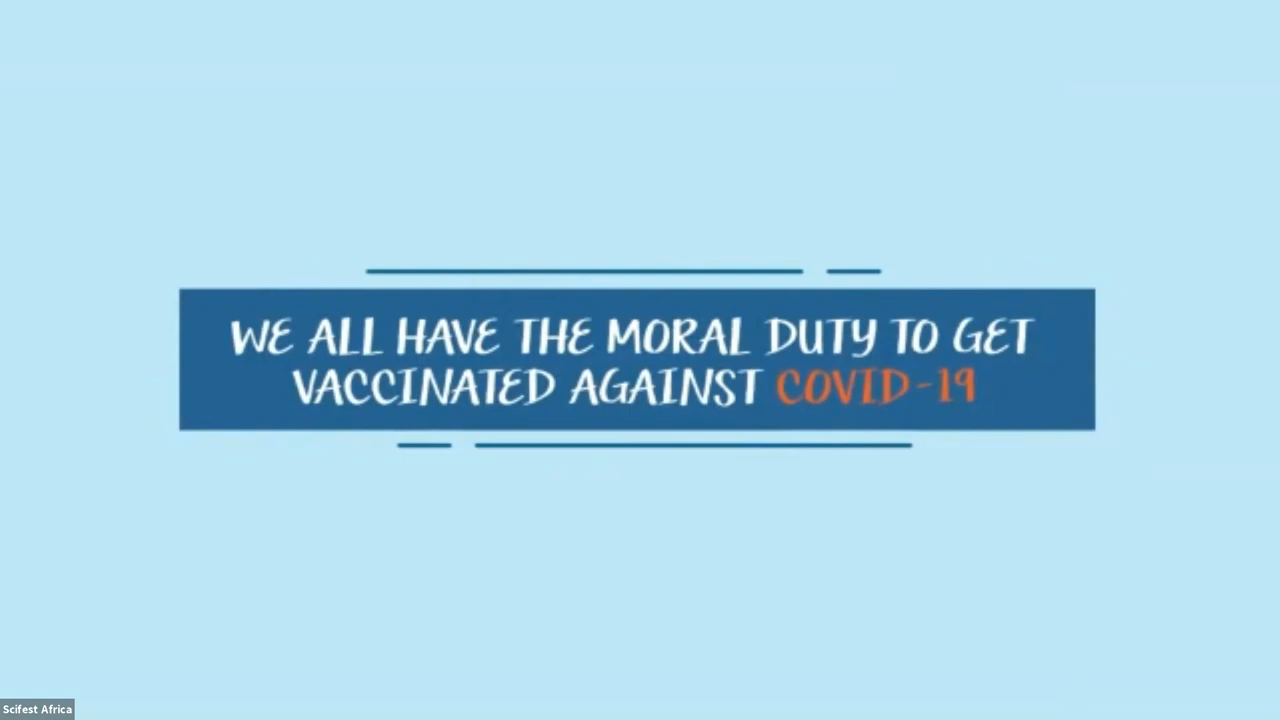 WE ALL HAVE THE MORAL DUTY TO GET
VACCINATED AGAINST COVID-19
Scifest Africa